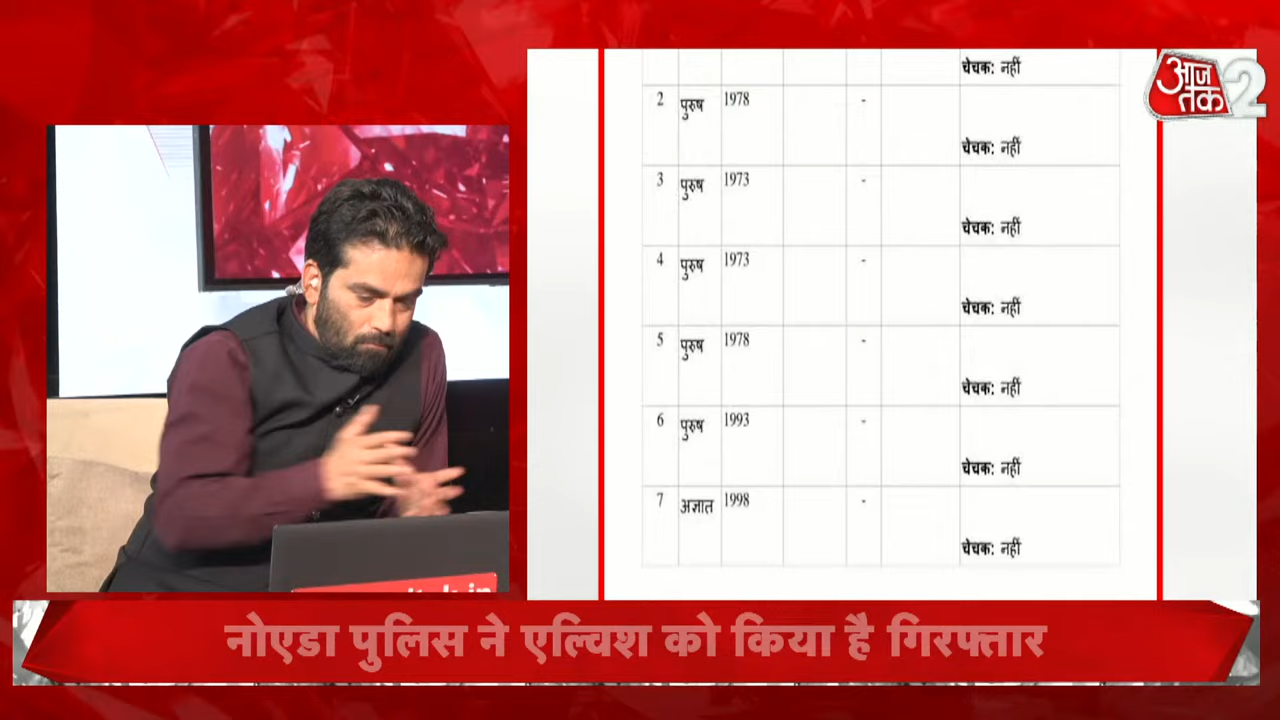 आज तक 2
चेचक: नहीं
2 पुरुष 1978 -
चेचक: नहीं
3 पुरुष 1973 -
चेचक: नहीं
4 पुरुष 1973 -
चेचक: नहीं
5 पुरुष 1978 -
चेचक: नहीं
6 पुरुष 1993 -
चेचक: नहीं
7 अज्ञात 1998 -
चेचक: नहीं
नोएडा पुलिस ने एल्विश को किया है गिरफ्तार